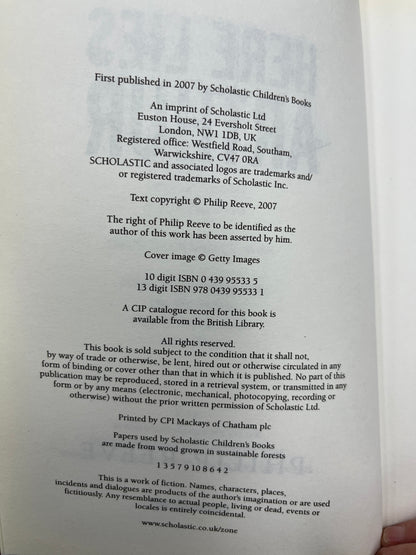 First published in 2007 by Scholastic Children's Books
An imprint of Scholastic Ltd
Euston House, 24 Eversholt Street
London, NW1 1DB, UK
Registered office: Westfield Road, Southam,
Warwickshire, CV47 0RA
SCHOLASTIC and associated logos are trademarks and/
or registered trademarks of Scholastic Inc.
Text copyright © Philip Reeve, 2007
The right of Philip Reeve to be identified as the
author of this work has been asserted by him.
Cover image © Getty Images
10 digit ISBN 0 439 95533 5
13 digit ISBN 978 0439 95533 1
A CIP catalogue record for this book is
available from the British Library.
All rights reserved.
This book is sold subject to the condition that it shall not,
by way of trade or otherwise, be lent, hired out or otherwise circulated in any
form of binding or cover other than that in which it is published. No part of this
publication may be reproduced, stored in a retrieval system, or transmitted in any
form or by any means (electronic, mechanical, photocopying, recording or
otherwise) without the prior written permission of Scholastic Ltd.
Printed by CPI Mackays of Chatham plc
Papers used by Scholastic Children's Books
are made from wood grown in sustainable forests
1 3 5 7 9 10 8 6 4 2
This is a work of fiction. Names, characters, places,
incidents and dialogues are products of the author's imagination or are used
fictitiously. Any resemblance to actual people, living or dead, events or
locales is entirely coincidental.
www.scholastic.co.uk/zone